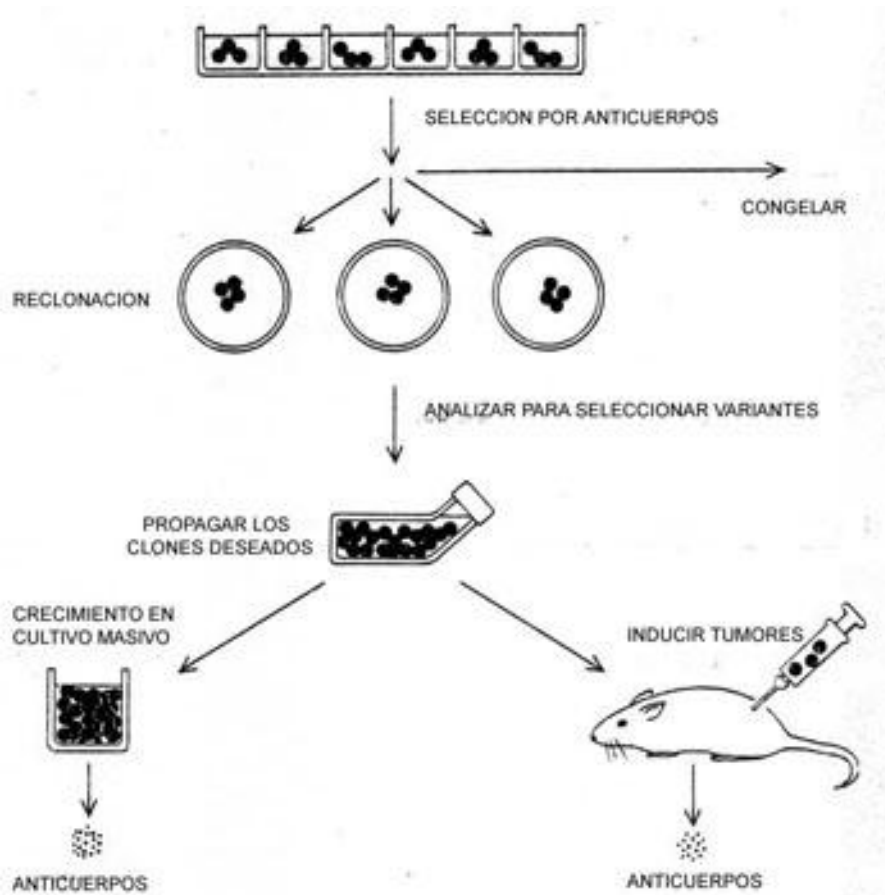 SELECCION POR ANTICUERPOS
CONGELAR
RECLONACION
ANALIZAR PARA SELECCIONAR VARIANTES
PROPAGAR LOS
CLONES DESEADOS
CRECIMIENTO EN
CULTIVO MASIVO
INDUCIR TUMORES
ANTICUERPOS
ANTICUERPOS